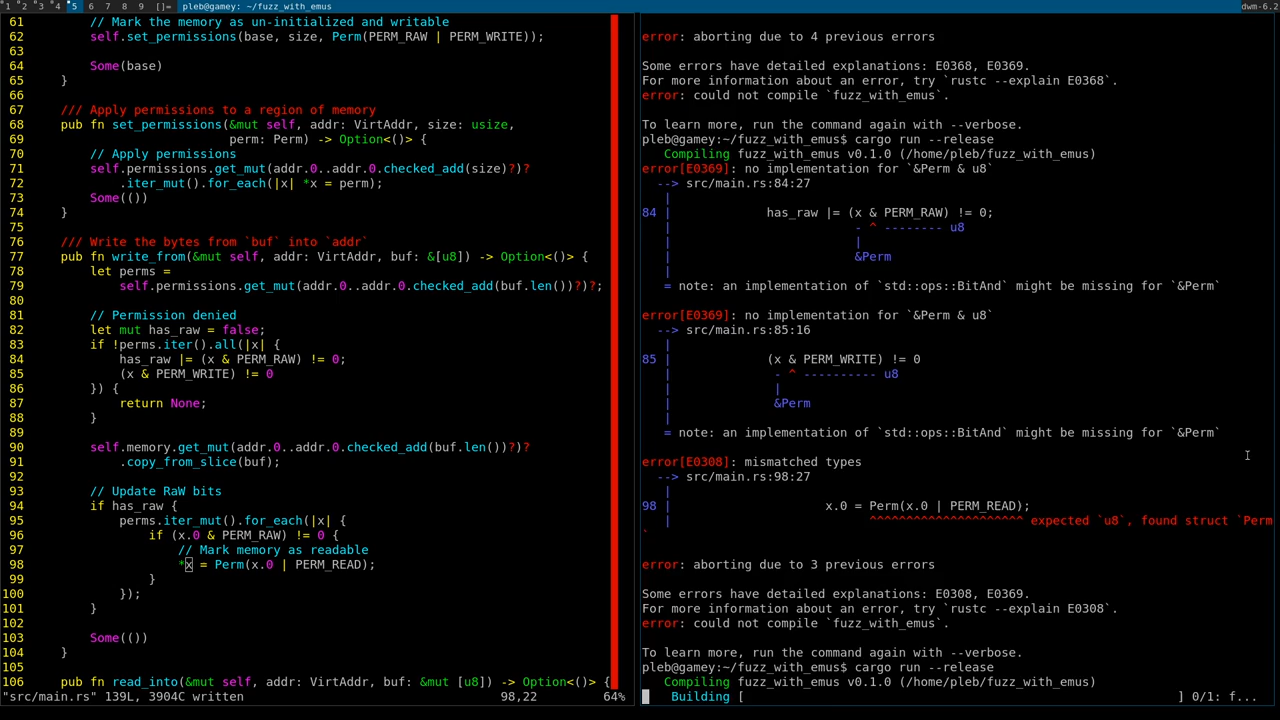 1 2 3 4 5 6 7 8 9 []= pleb@gamey: ~/fuzz_with_emus dwm-6.2
61         // Mark the memory as un-initialized and writable
62         self.set_permissions(base, size, Perm(PERM_RAW | PERM_WRITE));
63
64         Some(base)
65     }
66
67     /// Apply permissions to a region of memory
68     pub fn set_permissions(&mut self, addr: VirtAddr, size: usize,
69                            perm: Perm) -> Option<()> {
70         // Apply permissions
71         self.permissions.get_mut(addr.0..addr.0.checked_add(size)?)?
72             .iter_mut().for_each(|x| *x = perm);
73         Some(())
74     }
75
76     /// Write the bytes from `buf` into `addr`
77     pub fn write_from(&mut self, addr: VirtAddr, buf: &[u8]) -> Option<()> {
78         let perms =
79             self.permissions.get_mut(addr.0..addr.0.checked_add(buf.len())?)?;
80
81         // Permission denied
82         let mut has_raw = false;
83         if !perms.iter().all(|x| {
84             has_raw |= (x & PERM_RAW) != 0;
85             (x & PERM_WRITE) != 0
86         }) {
87             return None;
88         }
89
90         self.memory.get_mut(addr.0..addr.0.checked_add(buf.len())?)?
91             .copy_from_slice(buf);
92
93         // Update RaW bits
94         if has_raw {
95             perms.iter_mut().for_each(|x| {
96                 if (x.0 & PERM_RAW) != 0 {
97                     // Mark memory as readable
98                     *x = Perm(x.0 | PERM_READ);
99                 }
100             });
101         }
102
103         Some(())
104     }
105
106     pub fn read_into(&mut self, addr: VirtAddr, buf: &mut [u8]) -> Option<()> {
"src/main.rs" 139L, 3904C written 98,22 64%
error: aborting due to 4 previous errors
Some errors have detailed explanations: E0368, E0369.
For more information about an error, try `rustc --explain E0368`.
error: could not compile `fuzz_with_emus`.
To learn more, run the command again with --verbose.
pleb@gamey:~/fuzz_with_emus$ cargo run --release
   Compiling fuzz_with_emus v0.1.0 (/home/pleb/fuzz_with_emus)
error[E0369]: no implementation for `&Perm & u8`
  --> src/main.rs:84:27
   |
84 |             has_raw |= (x & PERM_RAW) != 0;
   |                         - ^ -------- u8
   |                         |
   |                         &Perm
   |
   = note: an implementation of `std::ops::BitAnd` might be missing for `&Perm`
error[E0369]: no implementation for `&Perm & u8`
  --> src/main.rs:85:16
   |
85 |             (x & PERM_WRITE) != 0
   |              - ^ ---------- u8
   |              |
   |              &Perm
   |
   = note: an implementation of `std::ops::BitAnd` might be missing for `&Perm`
error[E0308]: mismatched types
  --> src/main.rs:98:27
   |
98 |                     x.0 = Perm(x.0 | PERM_READ);
   |                           ^^^^^^^^^^^^^^^^^^^^^ expected `u8`, found struct `Perm
`
error: aborting due to 3 previous errors
Some errors have detailed explanations: E0308, E0369.
For more information about an error, try `rustc --explain E0308`.
error: could not compile `fuzz_with_emus`.
To learn more, run the command again with --verbose.
pleb@gamey:~/fuzz_with_emus$ cargo run --release
   Compiling fuzz_with_emus v0.1.0 (/home/pleb/fuzz_with_emus)
    Building [                                                          ] 0/1: f...